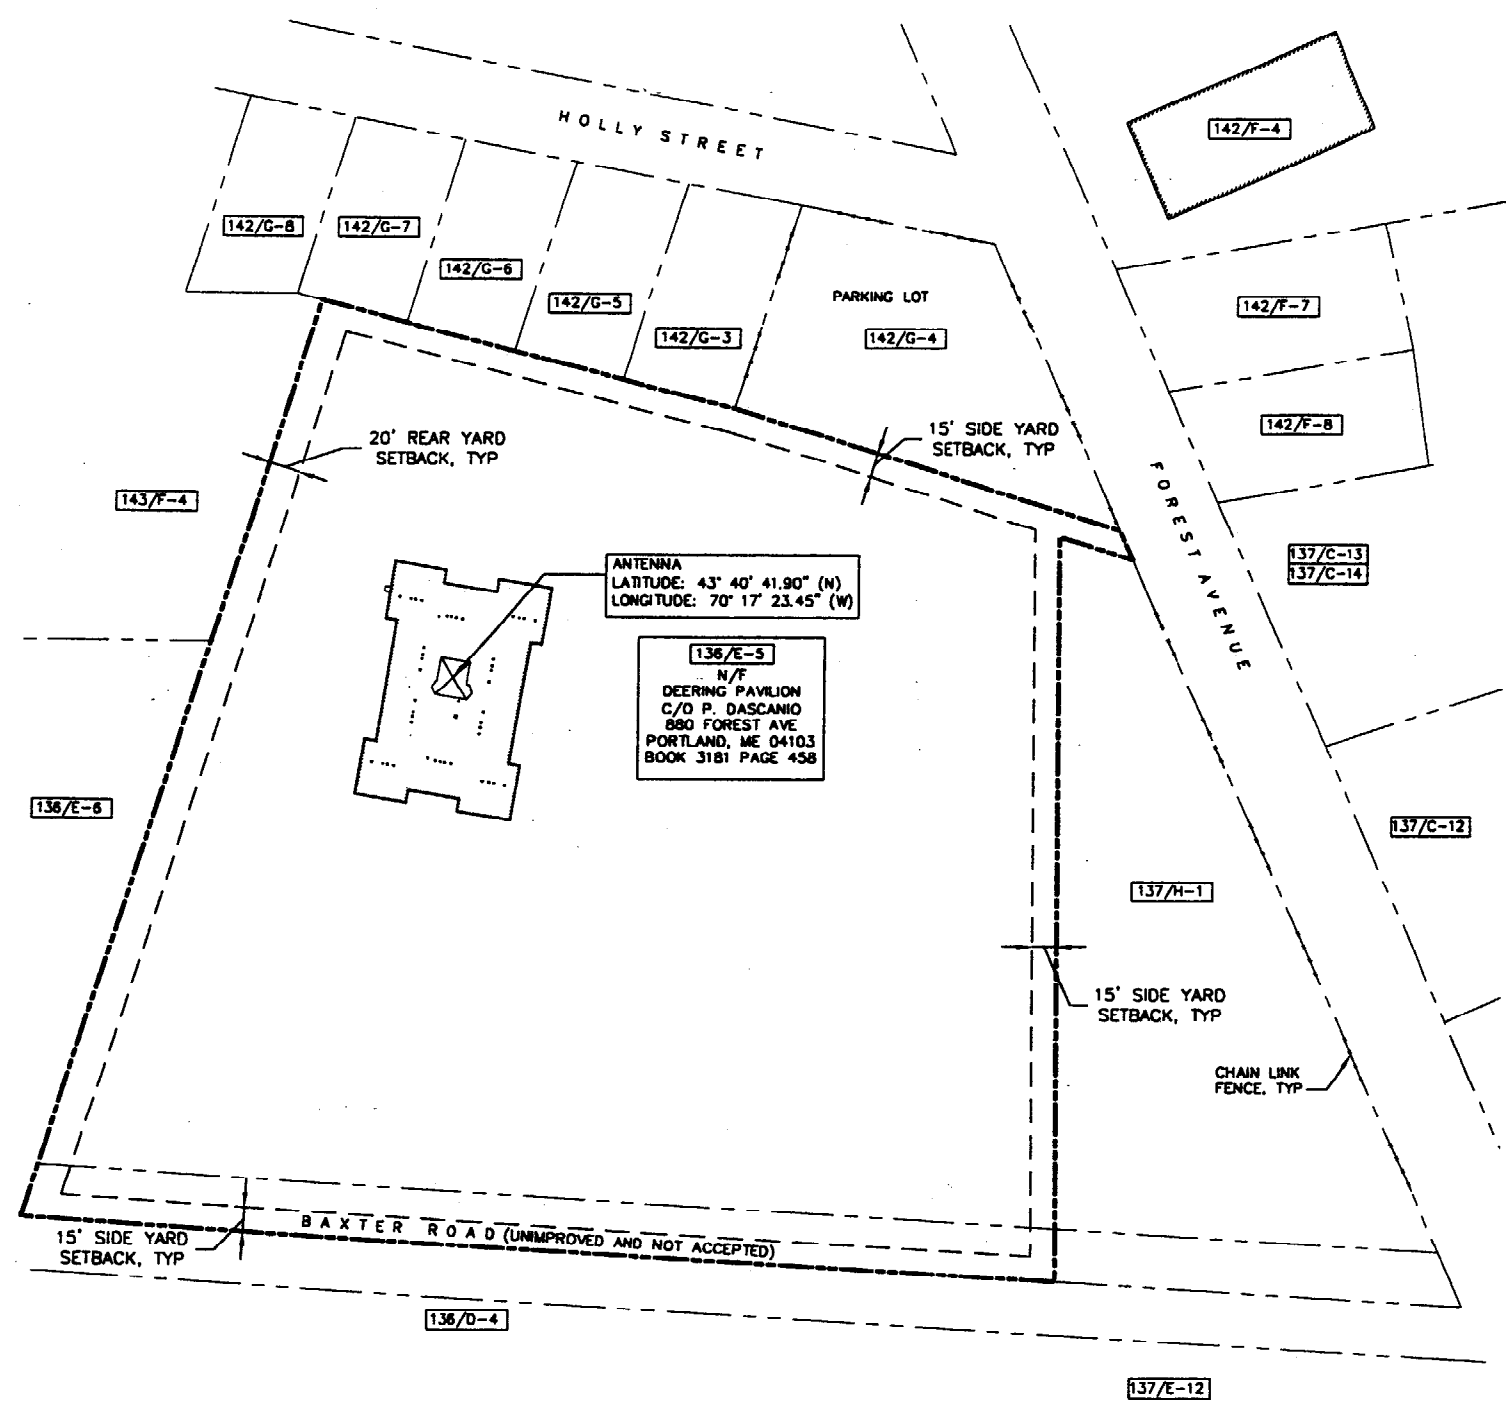 HOLLY STREET
142/F-4
142/G-8
142/G-7
142/G-6
142/G-5
142/G-3
PARKING LOT
142/G-4
142/F-7
142/F-8
20' REAR YARD
SETBACK, TYP
15' SIDE YARD
SETBACK, TYP
143/F-4
FOREST AVENUE
137/C-13
137/C-14
ANTENNA
LATITUDE: 43° 40' 41.90" (N)
LONGITUDE: 70° 17' 23.45" (W)
136/E-5
N/F
DEERING PAVILION
C/O P. DASCANIO
880 FOREST AVE
PORTLAND, ME 04103
BOOK 3181 PAGE 458
136/E-6
137/C-12
137/H-1
15' SIDE YARD
SETBACK, TYP
CHAIN LINK
FENCE, TYP
BAXTER ROAD (UNIMPROVED AND NOT ACCEPTED)
15' SIDE YARD
SETBACK, TYP
136/D-4
137/E-12